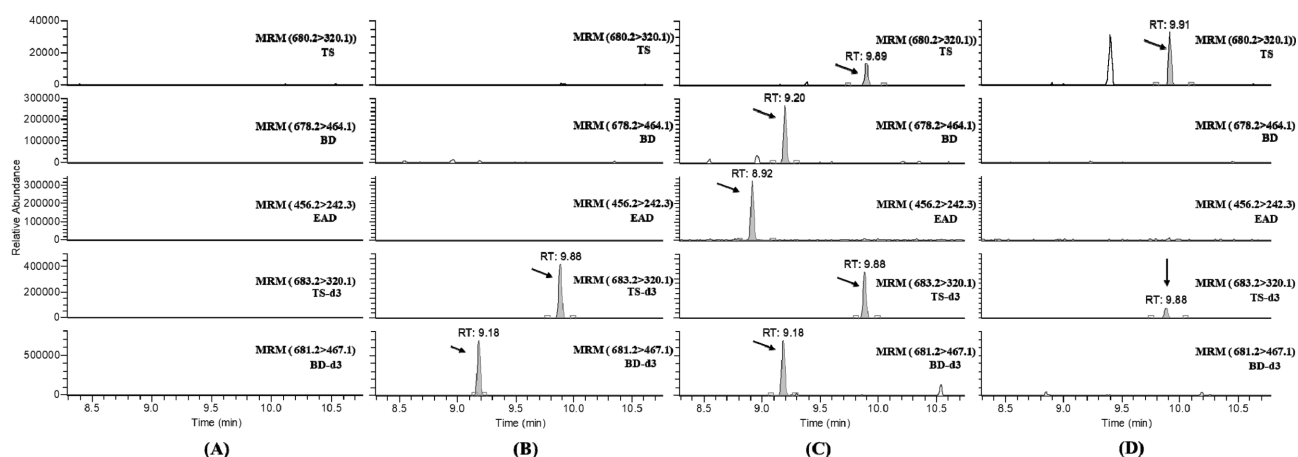 40000
20000
0
MRM (680.2>320.1))
TS
MRM (680.2>320.1))
TS
MRM (680.2>320.1))
TS
RT: 9.89
MRM (680.2>320.1))
TS
RT: 9.91
300000
200000
100000
0
MRM ( 678.2>464.1)
BD
MRM ( 678.2>464.1)
BD
RT: 9.20
MRM ( 678.2>464.1)
BD
MRM ( 678.2>464.1)
BD
Relative Abundance
300000
200000
100000
0
MRM ( 456.2>242.3)
EAD
MRM ( 456.2>242.3)
EAD
RT: 8.92
MRM ( 456.2>242.3)
EAD
MRM ( 456.2>242.3)
EAD
400000
200000
0
MRM ( 683.2>320.1)
TS-d3
RT: 9.88
MRM ( 683.2>320.1)
TS-d3
RT: 9.88
MRM ( 683.2>320.1)
TS-d3
RT: 9.88
MRM ( 683.2>320.1)
TS-d3
500000
0
MRM ( 681.2>467.1)
BD-d3
RT: 9.18
MRM ( 681.2>467.1)
BD-d3
RT: 9.18
MRM ( 681.2>467.1)
BD-d3
MRM ( 681.2>467.1)
BD-d3
8.5 9.0 9.5 10.0 10.5
8.5 9.0 9.5 10.0 10.5
8.5 9.0 9.5 10.0 10.5
8.5 9.0 9.5 10.0 10.5
Time (min)
Time (min)
Time (min)
Time (min)
(A)
(B)
(C)
(D)